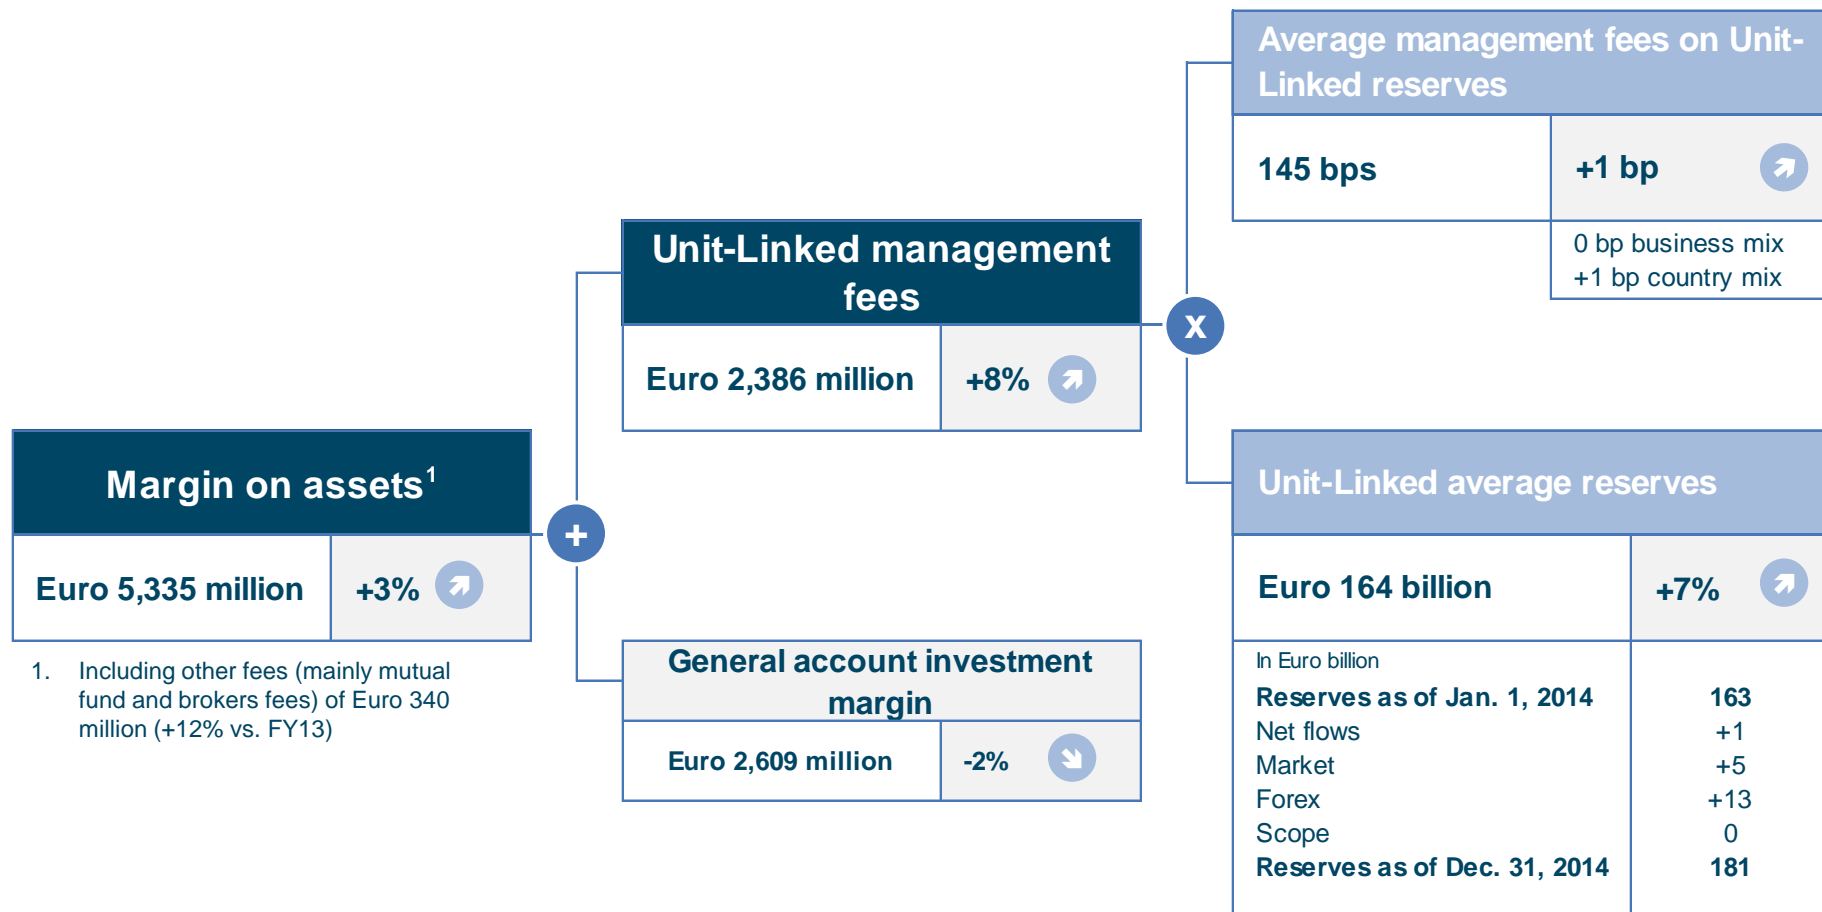 Average management fees on Unit-
Linked reserves
145 bps
+1 bp
0 bp business mix
+1 bp country mix
Unit-Linked management
fees
Euro 2,386 million
+8%
x
Margin on assets1
Euro 5,335 million
+3%
1. Including other fees (mainly mutual
fund and brokers fees) of Euro 340
million (+12% vs. FY13)
+
General account investment
margin
Euro 2,609 million
-2%
Unit-Linked average reserves
Euro 164 billion
+7%
In Euro billion
Reserves as of Jan. 1, 2014 163
Net flows +1
Market +5
Forex +13
Scope 0
Reserves as of Dec. 31, 2014 181